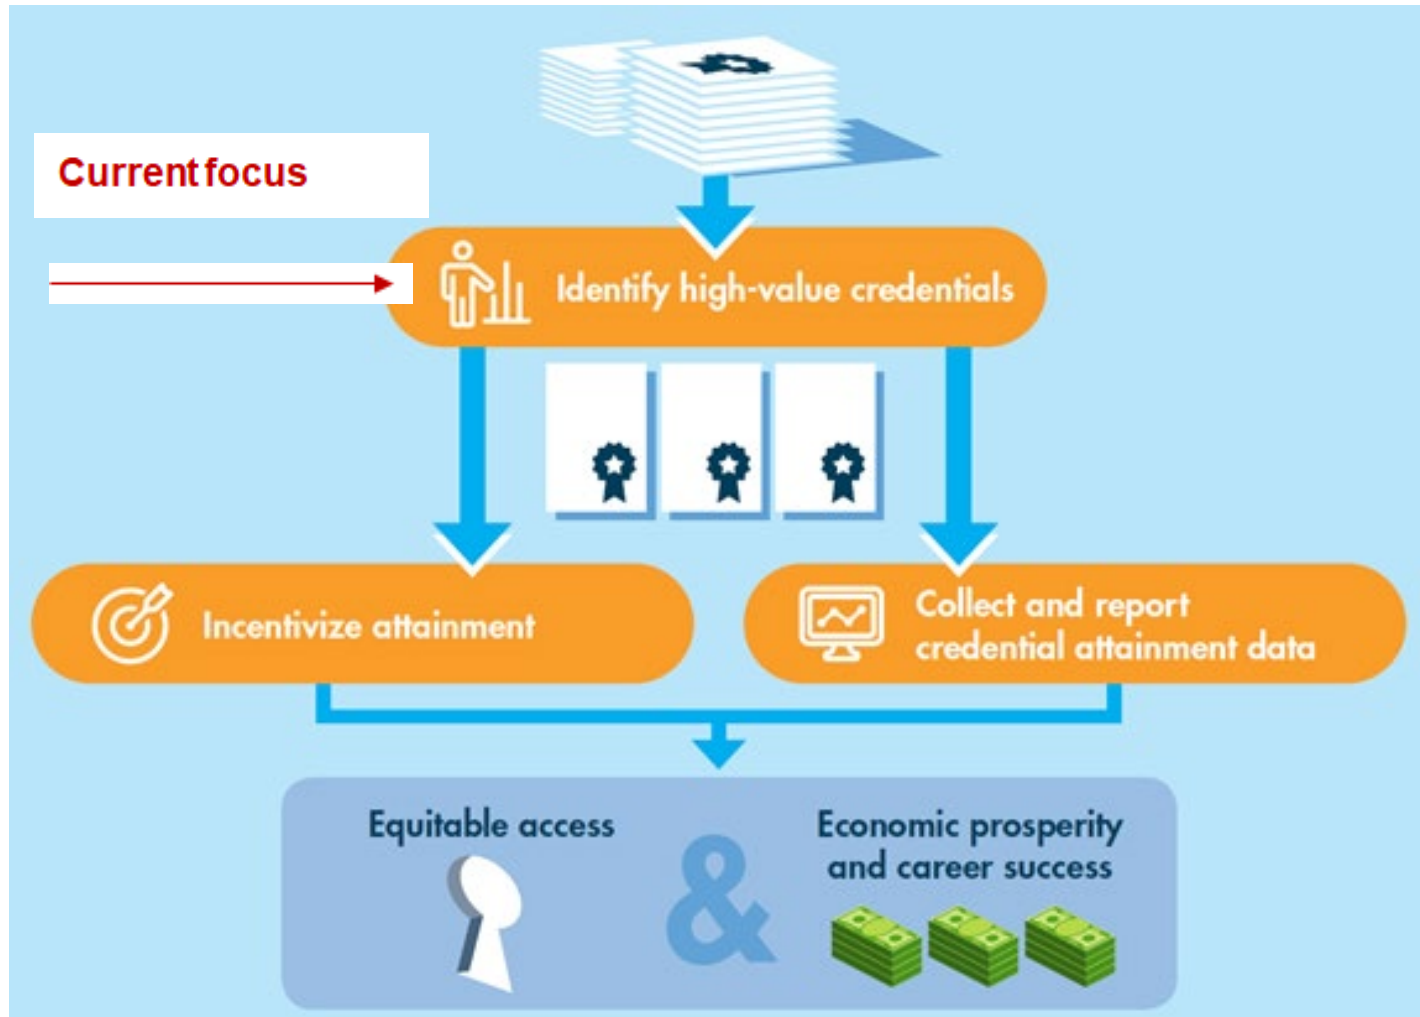 Current focus
Identify high-value credentials
Incentivize attainment
Collect and report
credential attainment data
Equitable access
&
Economic prosperity
and career success